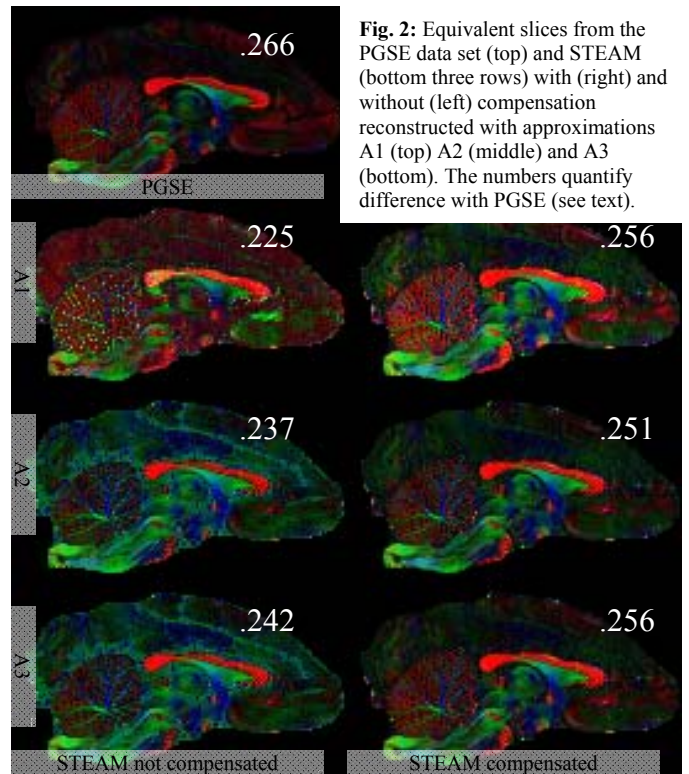 .266
Fig. 2: Equivalent slices from the
PGSE data set (top) and STEAM
(bottom three rows) with (right) and
without (left) compensation
reconstructed with approximations
A1 (top) A2 (middle) and A3
(bottom). The numbers quantify
difference with PGSE (see text).
PGSE
A1
.225
.256
A2
.237
.251
A3
.242
.256
STEAM not compensated
STEAM compensated